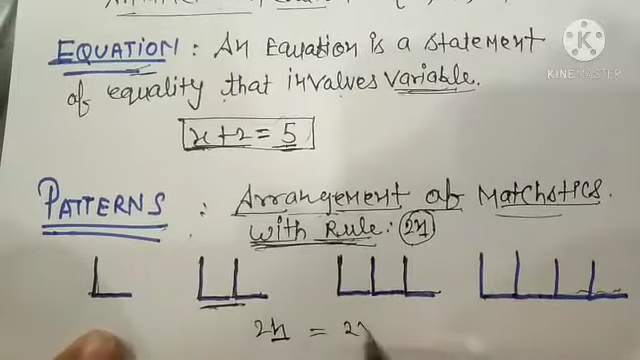 EQUATION : An Equation is a statement
of equality that invalves variable.
x+2 = 5
PATTERNS : Arrangement of Matchstics.
with Rule: 2n
2n = 2
KINEMASTER